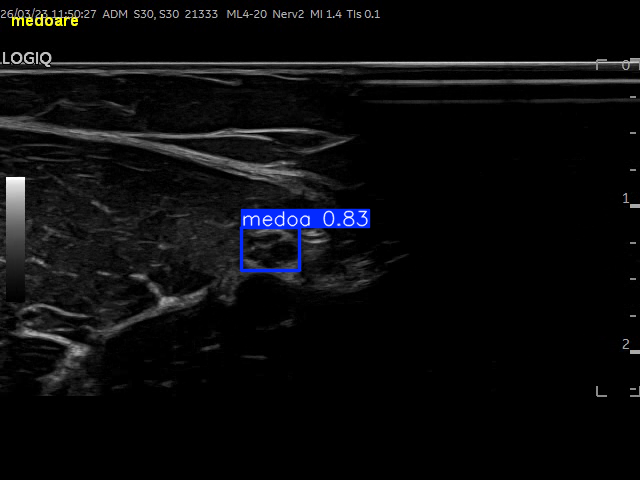 26/03/23 11:50:27 ADM S30, S30 21333 ML4-20 Nerv2 MI 1.4 TIs 0.1
medoare
LOGIQ
0
1
medoa 0.83
2